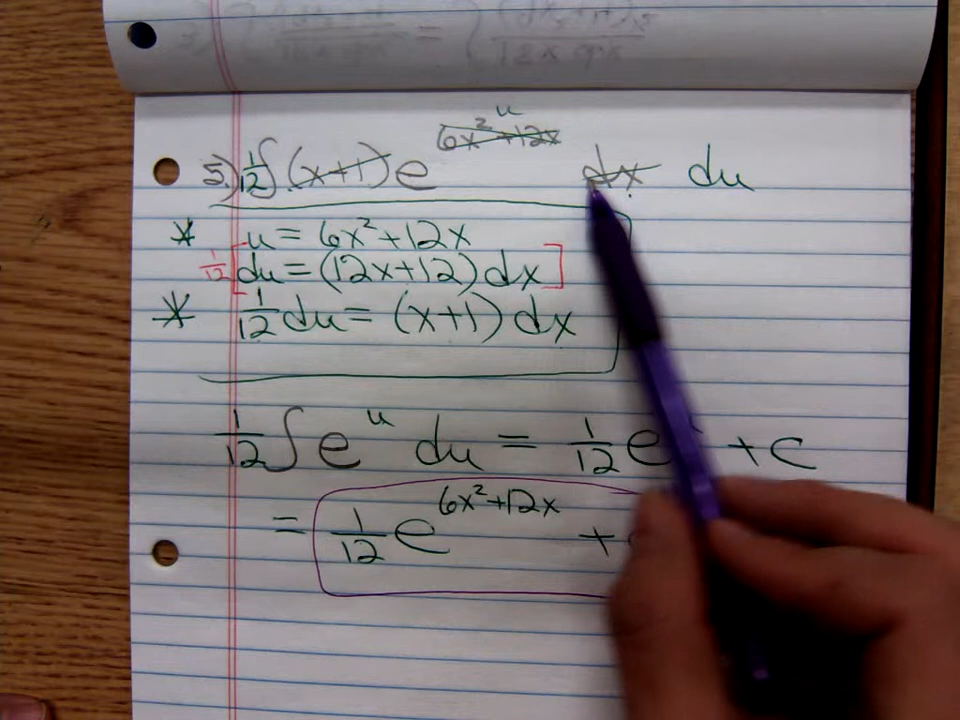 5.) 1/12 ∫ (x+1) e^(6x²+12x) u dx du
* u = 6x²+12x
1/12 [du = (12x+12) dx]
* 1/12 du = (x+1) dx
1/12 ∫ e^u du = 1/12 e + c
= 1/12 e^(6x²+12x) +